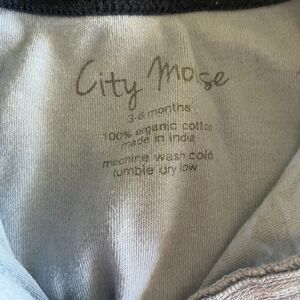 City Mouse
3-6 months
100% organic cotton
made in india
machine wash cold
tumble dry low